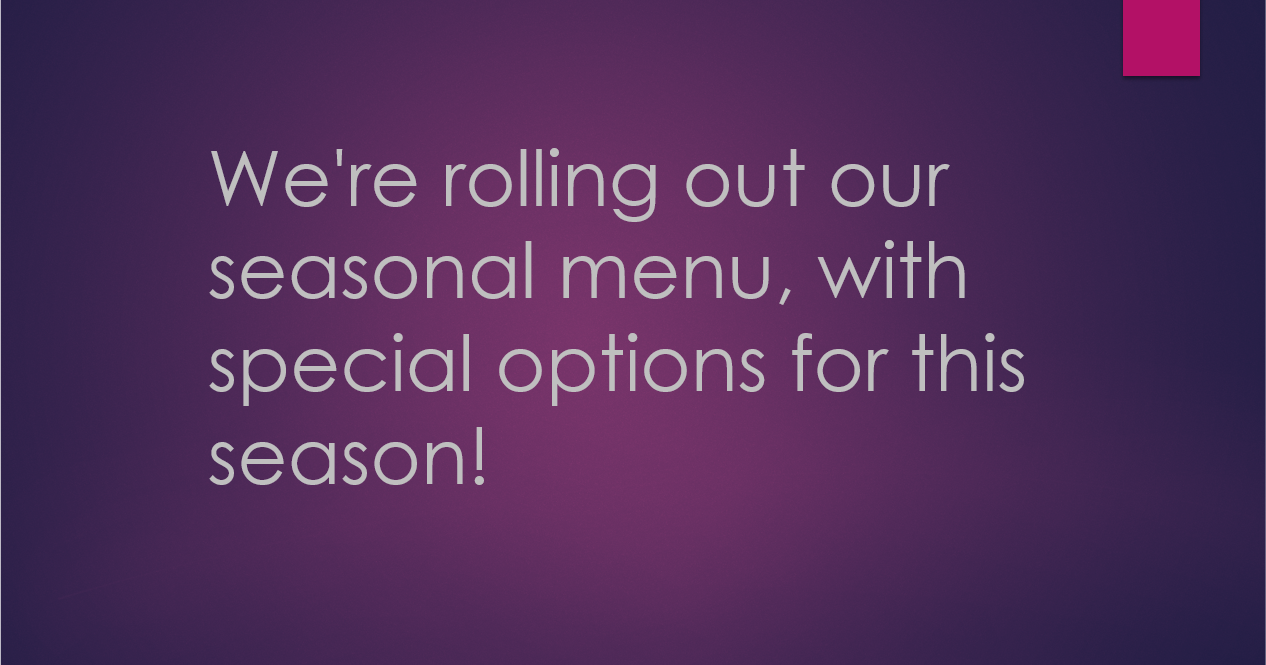 We're rolling out our
seasonal menu, with
special options for this
season!